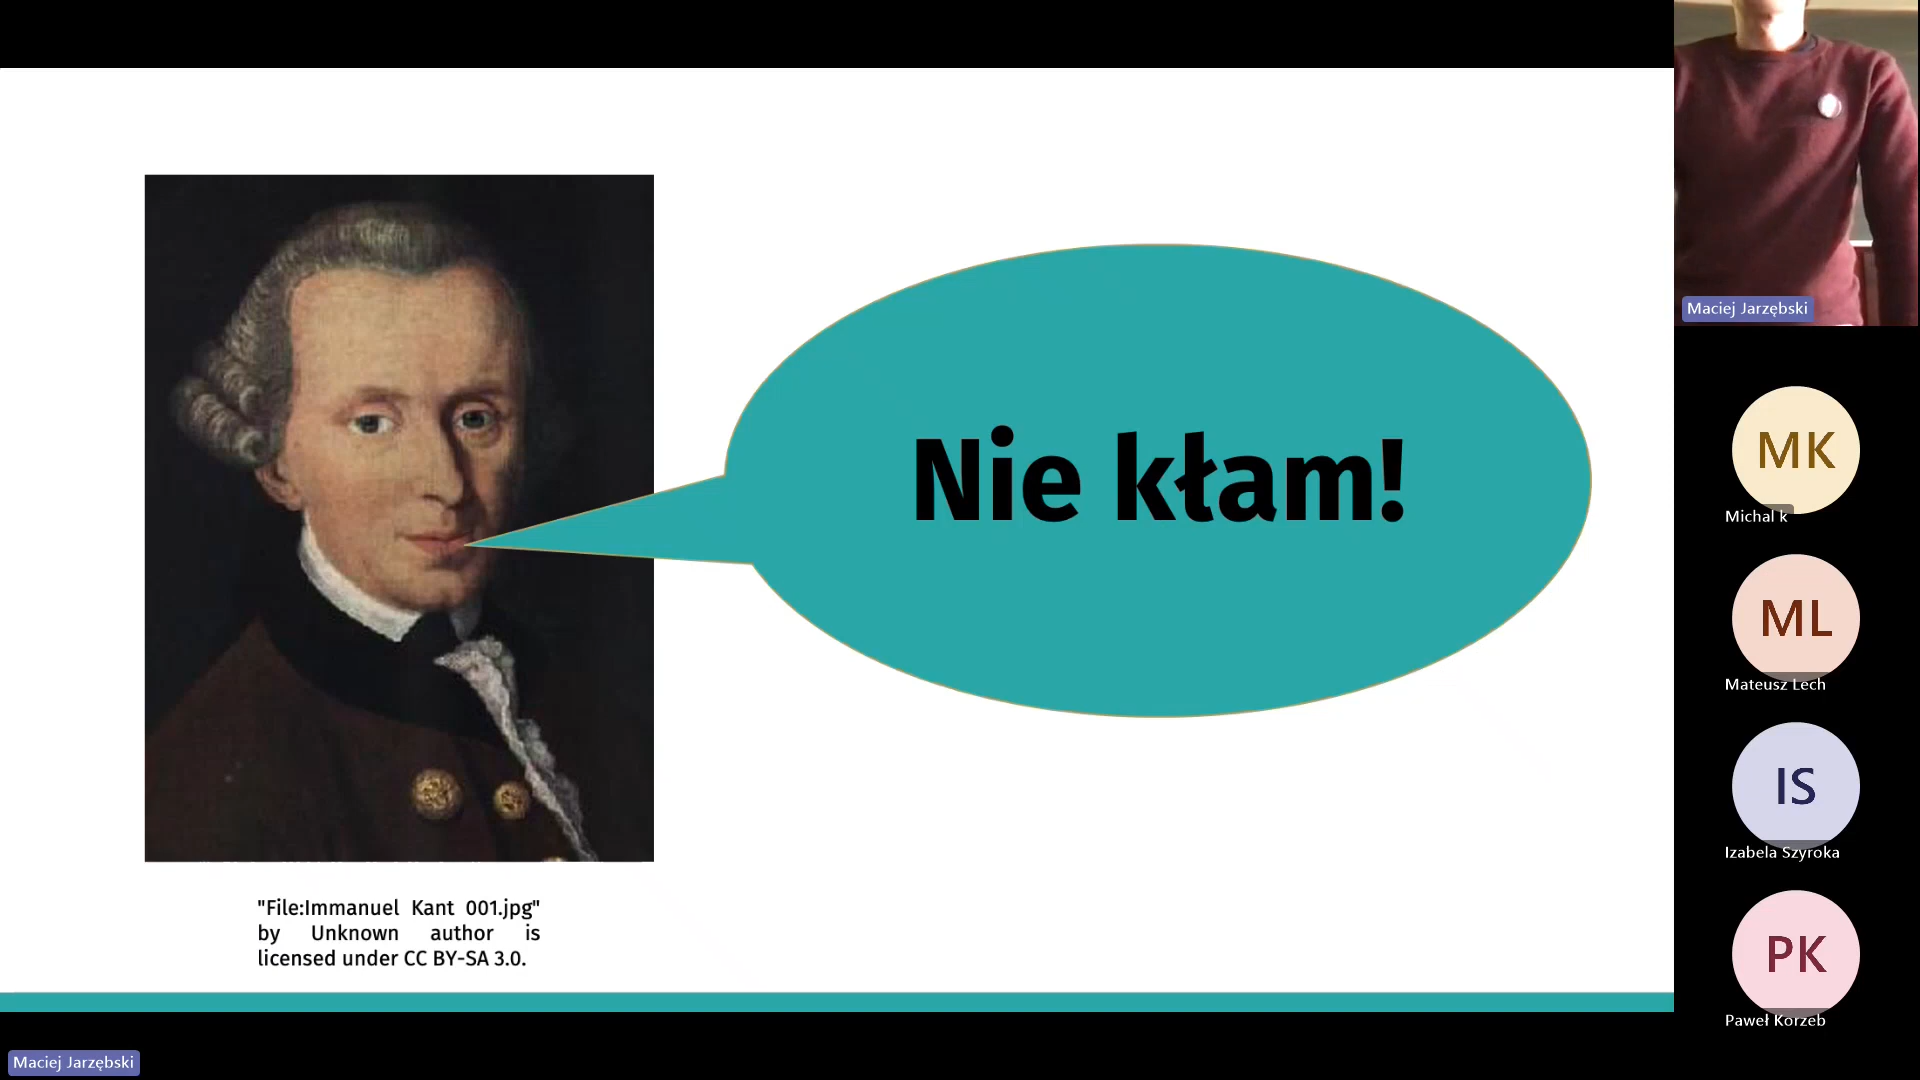 Nie kłam!
"File:Immanuel Kant 001.jpg"
by Unknown author is
licensed under CC BY-SA 3.0.
Maciej Jarzębski
MK
Michal k
ML
Mateusz Lech
IS
Izabela Szyroka
PK
Paweł Korzeb
Maciej Jarzębski